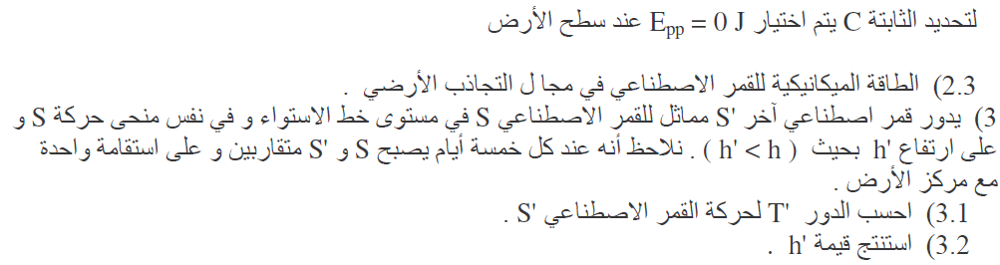 لتحديد الثابتة C يتم اختيار Epp = 0 J عند سطح الأرض
2.3) الطاقة الميكانيكية للقمر الاصطناعي في مجا ل التجاذب الأرضي .
3) يدور قمر اصطناعي آخر S' مماثل للقمر الاصطناعي S في مستوى خط الاستواء و في نفس منحى حركة S و
على ارتفاع h' بحيث ( h' < h ) . نلاحظ أنه عند كل خمسة أيام يصبح S و S' متقاربين و على استقامة واحدة
مع مركز الأرض .
3.1) احسب الدور T' لحركة القمر الاصطناعي S' .
3.2) استنتج قيمة h' .